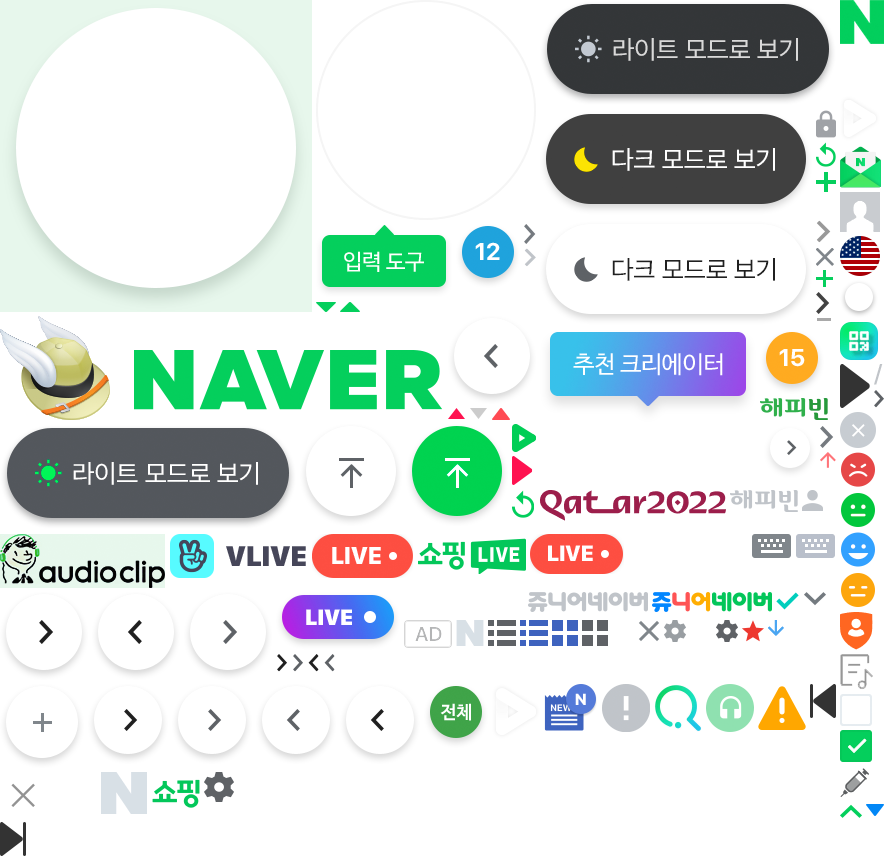 라이트 모드로 보기
N
다크 모드로 보기
N
입력 도구
12
다크 모드로 보기
NAVER
추천 크리에이터
15
해피빈
라이트 모드로 보기
Qatar2022
해피빈
audioclip
VLIVE
LIVE
쇼핑 LIVE
LIVE
쥬니어네이버
쥬니어네이버
LIVE
AD
N
전체
NEWS
N
N
쇼핑